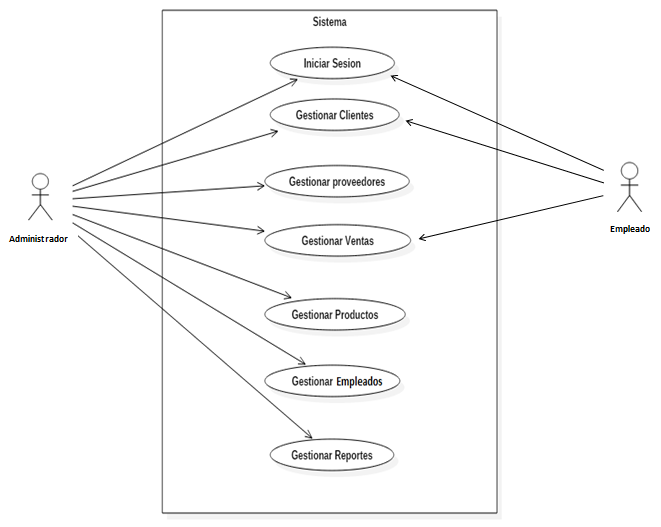 Sistema
Iniciar Sesion
Gestionar Clientes
Gestionar proveedores
Gestionar Ventas
Gestionar Productos
Gestionar Empleados
Gestionar Reportes
Administrador
Empleado